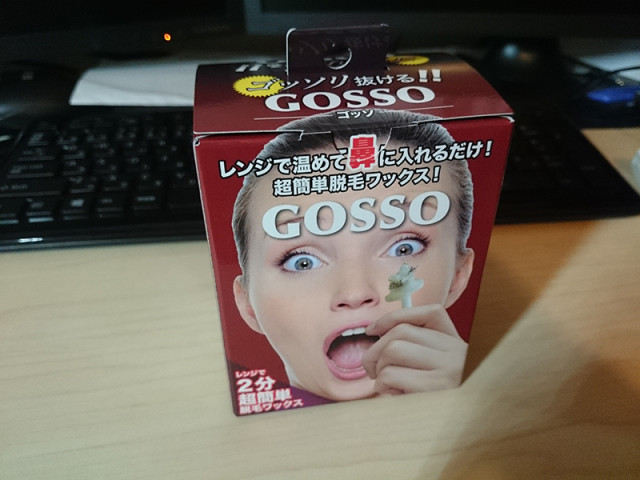 ゴッソリ抜ける!!
GOSSO
ゴッソ
レンジで温めて鼻に入れるだけ!
超簡単脱毛ワックス!
GOSSO
レンジで
2分
超簡単
脱毛ワックス